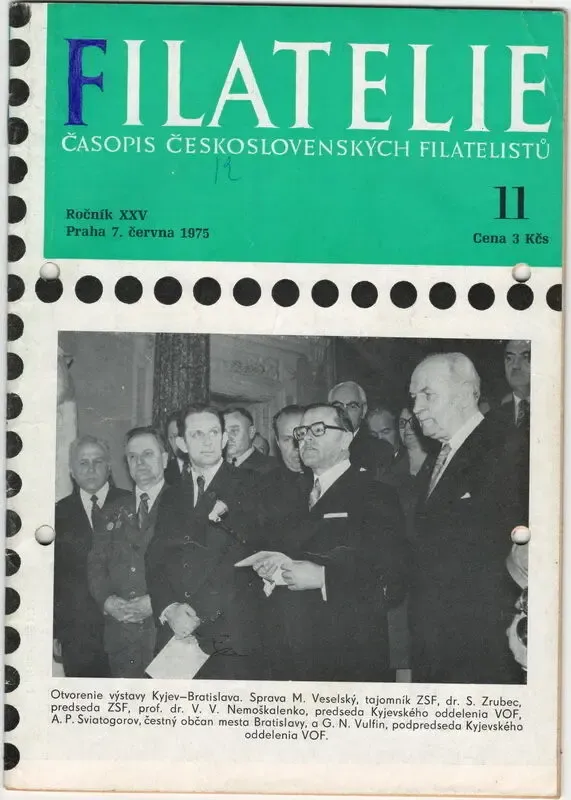 FILATELIE
ČASOPIS ČESKOSLOVENSKÝCH FILATELISTŮ
12
Ročník XXV
Praha 7. června 1975
11
Cena 3 Kčs
Otvorenie výstavy Kyjev—Bratislava. Sprava M. Veselský, tajomník ZSF, dr. S. Zrubec,
predseda ZSF, prof. dr. V. V. Nemoškalenko, predseda Kyjevského oddelenia VOF,
A. P. Sviatogorov, čestný občan mesta Bratislavy, a G. N. Vulfin, podpredseda Kyjevského
oddelenia VOF.